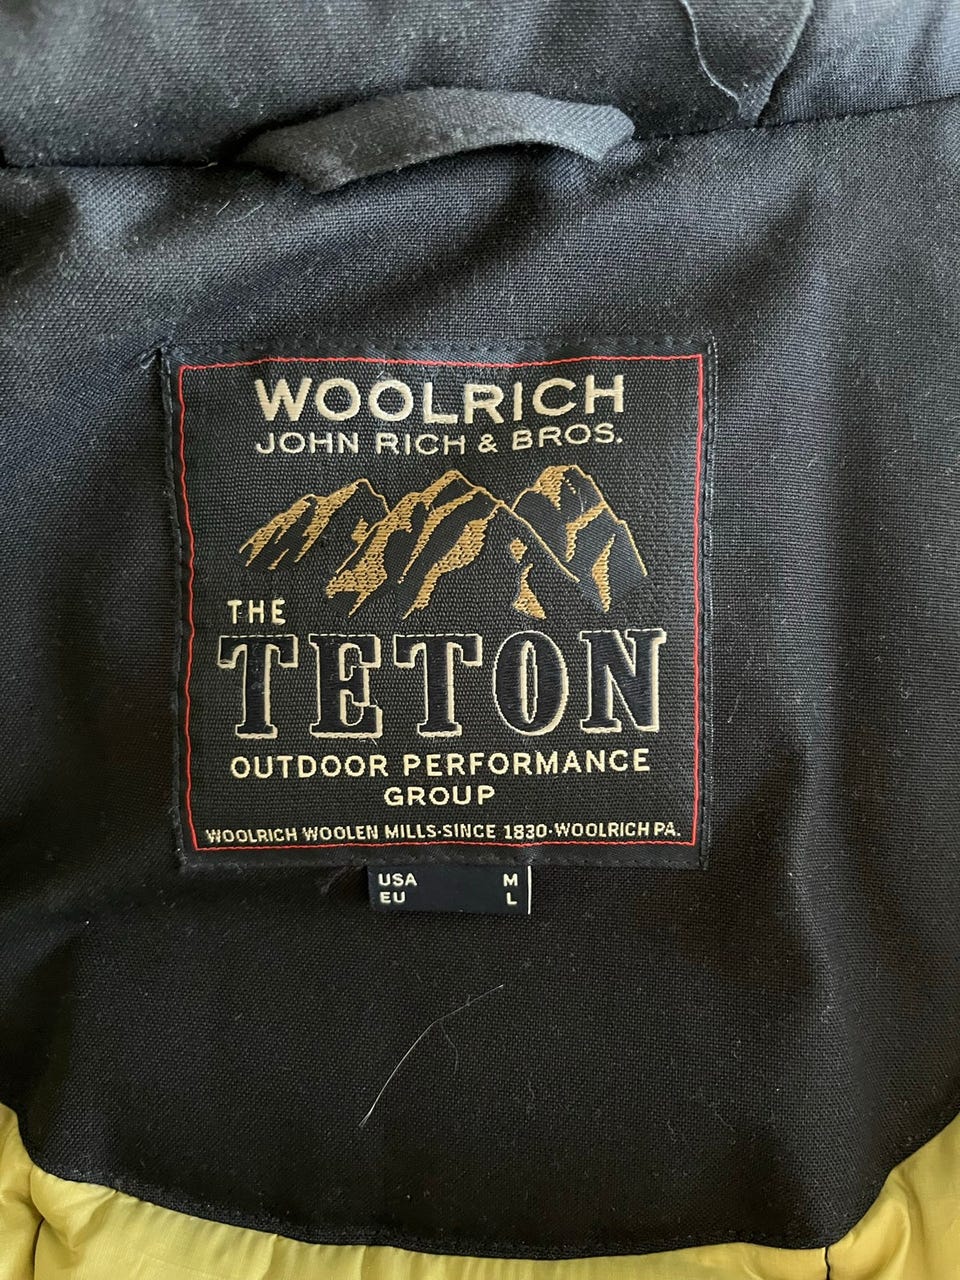 WOOLRICH
JOHN RICH & BROS.
THE
TETON
OUTDOOR PERFORMANCE
GROUP
WOOLRICH WOOLEN MILLS·SINCE 1830·WOOLRICH PA.
USA M
EU L